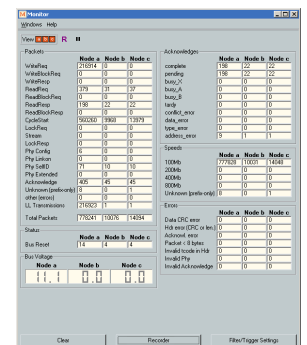 Monitor
Windows Help
View a b c R
Packets
Node a Node b Node c
WriteReq 216914 0 0
WriteBlockReq 0 0 0
WriteResp 0 0 0
ReadReq 379 31 37
ReadBlockReq 0 0 0
ReadResp 198 22 22
ReadBlockResp 0 0 0
CycleStart 560260 9968 13979
LockReq 0 0 0
Stream 0 0 0
LockResp 0 0 0
Phy Config 6 0 0
Phy Linkon 0 0 0
Phy SelfID 71 10 10
Phy Extended 0 0 0
Acknowledge 405 45 45
Unknown (prefix-only) 8 0 1
other (errors) 0 0 0
LL Transmissions 216923 1 1
Total Packets 778241 10076 14094
Status
Node a Node b Node c
Bus Reset 14 4 4
Bus Voltage
Node a Node b Node c
11.1 0.0 0.0
Acknowledges
Node a Node b Node c
complete 198 22 22
pending 198 22 22
busy_X 0 0 0
busy_A 0 0 0
busy_B 0 0 0
tardy 0 0 0
conflict_error 0 0 0
data_error 0 0 0
type_error 0 0 0
address_error 9 1 1
Speeds
Node a Node b Node c
100Mb 777828 10031 14048
200Mb 0 0 0
400Mb 0 0 0
800Mb 0 0 0
Unknown (prefix-only) 8 0 1
Errors
Node a Node b Node c
Data CRC error 0 0 0
Hdr error (CRC or len.) 0 0 0
Acknowl. error 0 0 0
Packet < 8 bytes 0 0 0
Invalid tcode in Hdr 0 0 0
Invalid Phy 0 0 0
Invalid Acknowledge 0 0 0
Clear
Recorder
Filter/Trigger Settings